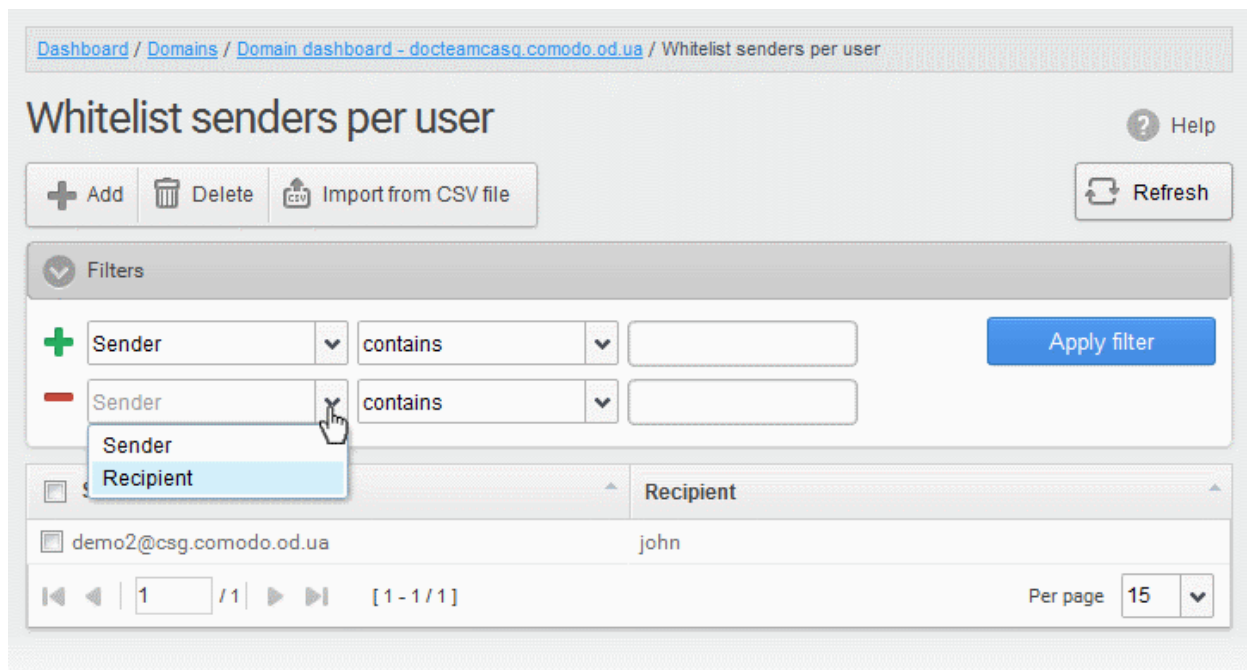 Dashboard / Domains / Domain dashboard - docteamcasg.comodo.od.ua / Whitelist senders per user
Whitelist senders per user
? Help
Add Delete CSV Import from CSV file Refresh
Filters
Sender contains Apply filter
Sender contains
Sender
Recipient
S Recipient
demo2@csg.comodo.od.ua john
1 / 1 [ 1 - 1 / 1 ] Per page 15